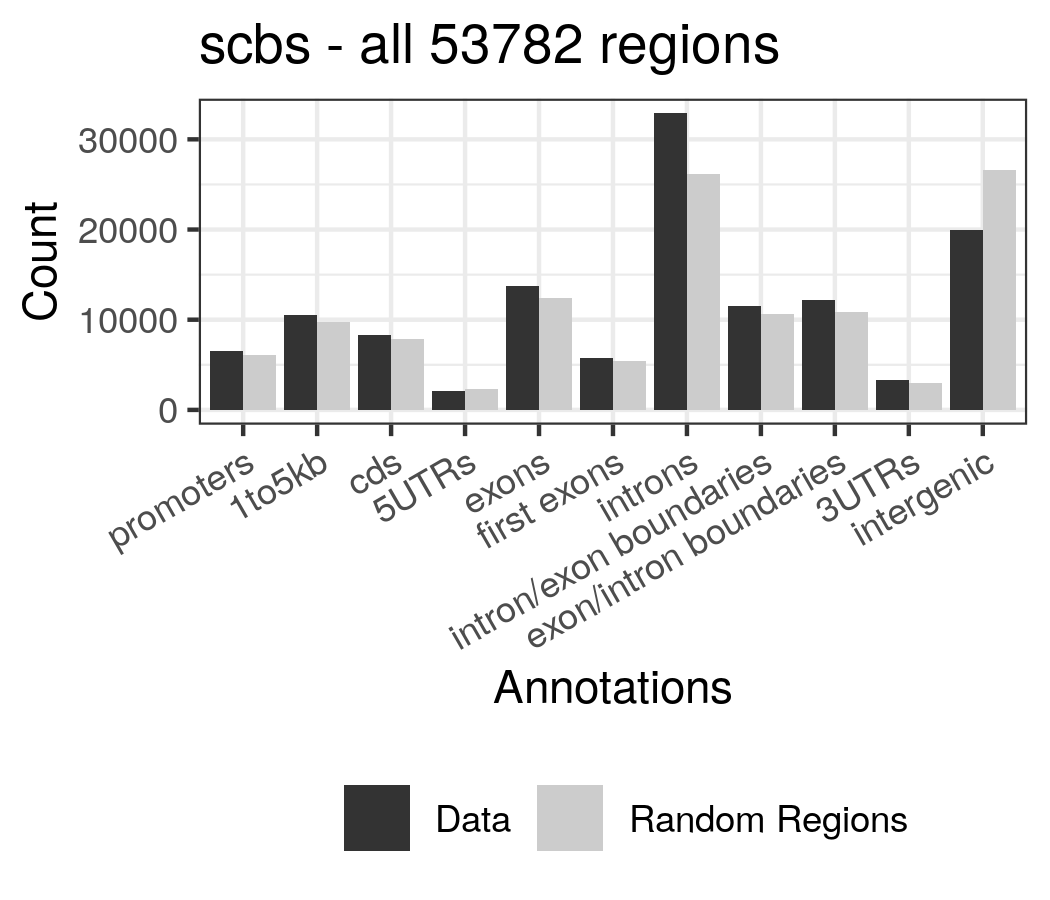 scbs - all 53782 regions
Count
30000
20000
10000
0
promoters
1to5kb
cds
5UTRs
exons
first exons
introns
intron/exon boundaries
exon/intron boundaries
3UTRs
intergenic
Annotations
Data
Random Regions